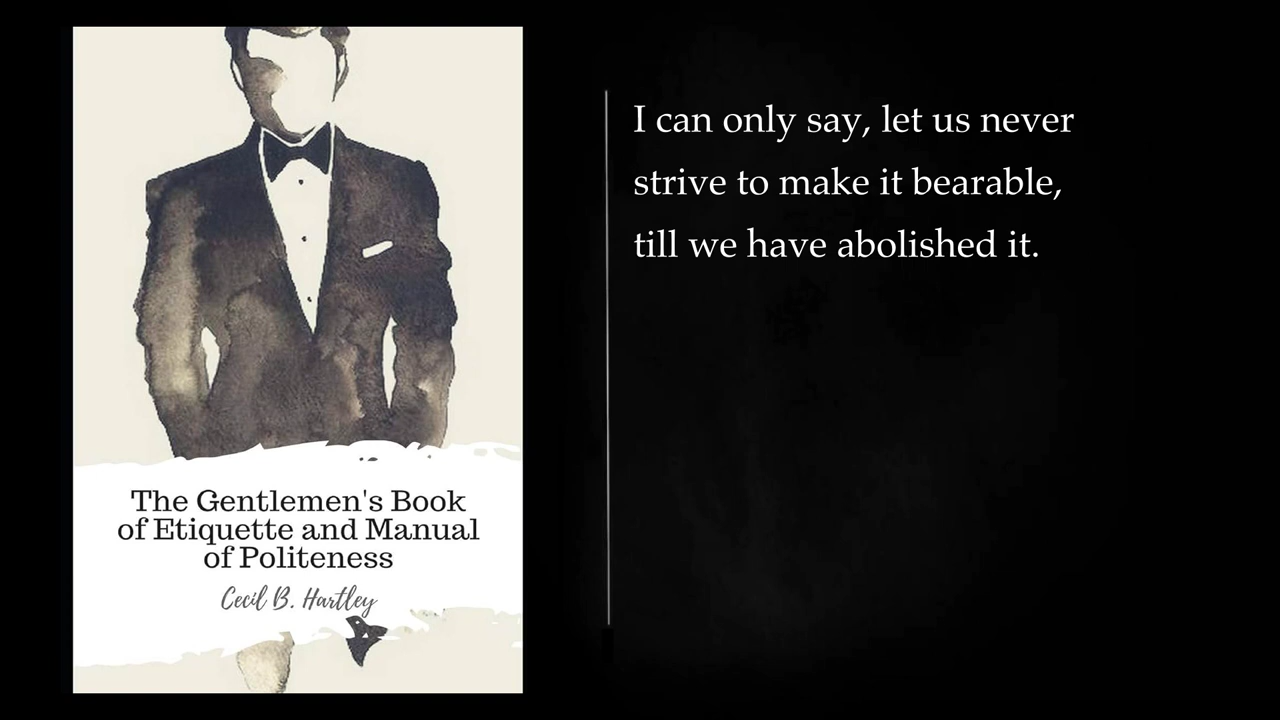 The Gentlemen's Book
of Etiquette and Manual
of Politeness
Cecil B. Hartley
I can only say, let us never
strive to make it bearable,
till we have abolished it.